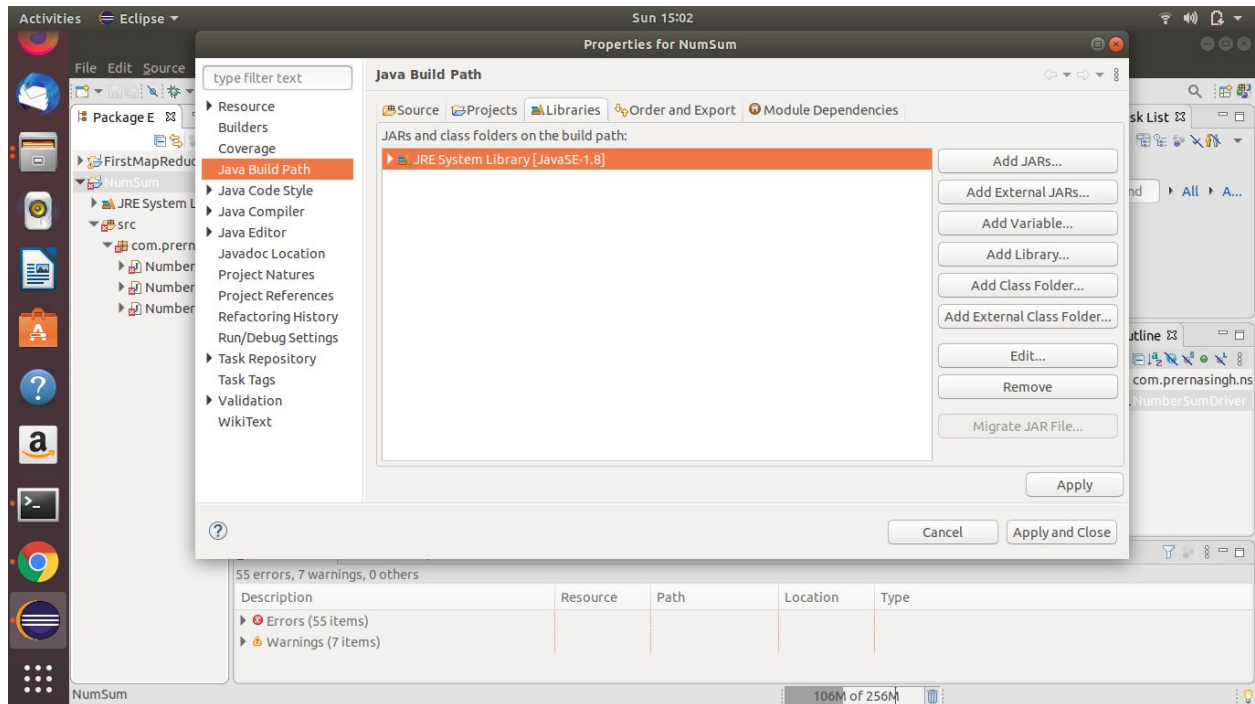 Activities Eclipse Sun 15:02
Properties for NumSum
File Edit Source
Package E
FirstMapReduc
NumSum
JRE System L
src
com.prern
Number
Number
Number
type filter text
Resource
Builders
Coverage
Java Build Path
Java Code Style
Java Compiler
Java Editor
Javadoc Location
Project Natures
Project References
Refactoring History
Run/Debug Settings
Task Repository
Task Tags
Validation
WikiText
Java Build Path
Source Projects Libraries Order and Export Module Dependencies
JARs and class folders on the build path:
JRE System Library [JavaSE-1.8]
Add JARs...
Add External JARs...
Add Variable...
Add Library...
Add Class Folder...
Add External Class Folder...
Edit...
Remove
Migrate JAR File...
Apply
Cancel Apply and Close
sk List
nd All A...
utline
com.prernasingh.ns
NumberSumDriver
55 errors, 7 warnings, 0 others
Description Resource Path Location Type
Errors (55 items)
Warnings (7 items)
NumSum 106M of 256M